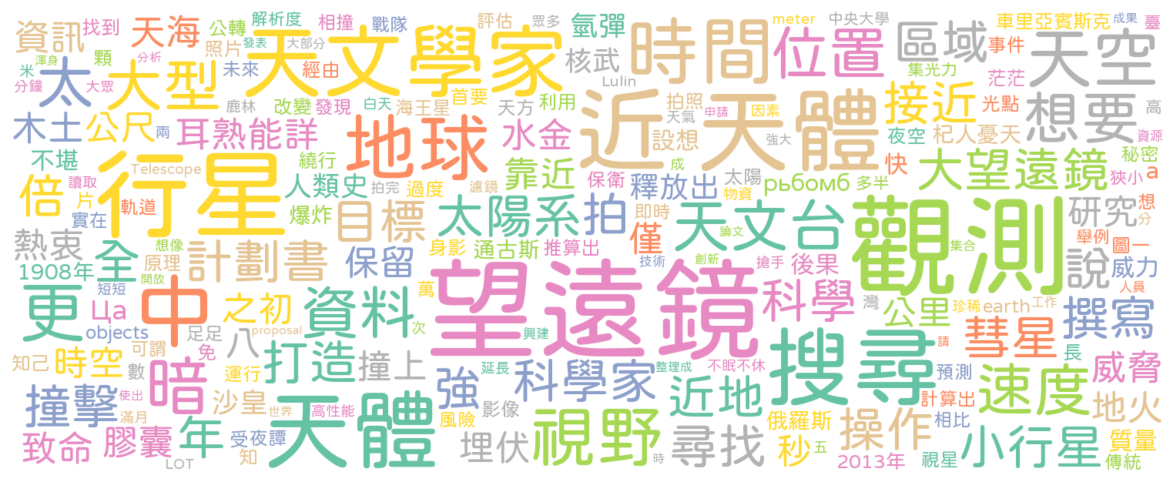 資訊
找到
天海
公轉
解析度
相撞
戰隊
天文學家
評估
眾多
氫彈
時間
meter
位置
中央大學
區域
車里亞賓斯克
成果
臺
天空
渾身
發表
大部分
顆
照片
核武
Lulin
事件
米
分鐘
分析
大眾
太
大型
未來
經由
集光力
茫茫
想要
高
鹿林
改變
發現
白天
海王星
首要
天方
利用
近
天體
拍照
天氣
申請
因素
強大
接近
光點
資源
木土
公尺
兩
耳熟能詳
地球
水金
設想
夜空
杞人憂天
不堪
繞行
Telescope
行星
靠近
成
太陽
大望遠鏡
秘密
狹小
a
讀取
片
倍
人類史
拍完
過度
濾鏡
保衛
釋放出
物資
рьбомб
多半
快
想
分
實在
軌道
爆炸
太陽系
拍
即時
論文
天文台
觀測
研究
熱衷
全
想像
原理
計劃書
目標
身影
通古斯
推算出
僅
創新
集合
舉例
圖一
1908年
開放
保留
技術
搶手
後果
說
威力
人員
更
短短
Ца
中
之初
資料
萬
望遠鏡
科學
灣
公里
珍稀
earth
工作
撰寫
objects
足足
proposal
次
興建
彗星
請
知己
時空
可謂
免
八
打造
撞上
強
延長
科學家
整理成
不眠不休
搜尋
長
預測
威脅
數
運行
暗
近地
計算出
速度
撞擊
使出
沙皇
世界
高性能
風險
影像
俄羅斯
相比
地火
滿月
年
天體
視野
尋找
操作
致命
膠囊
受夜譚
知
LOT
埋伏
時
秒
五
2013年
視星
小行星
質量
傳統